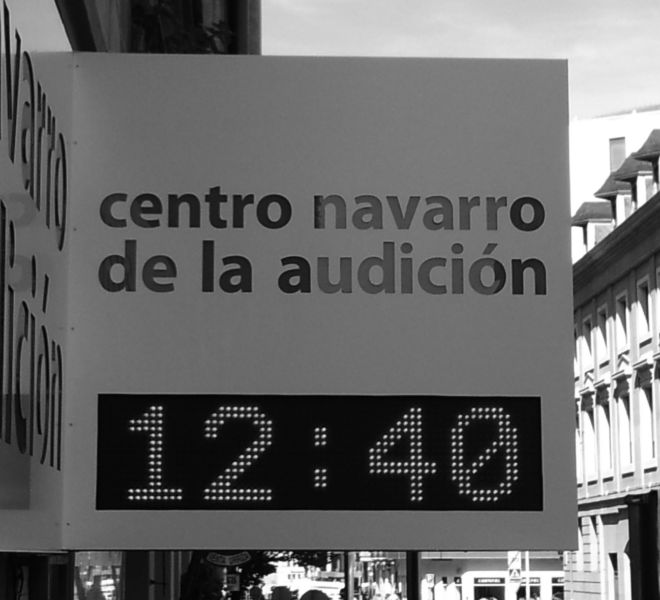 centro navarro
de la audición
12:40